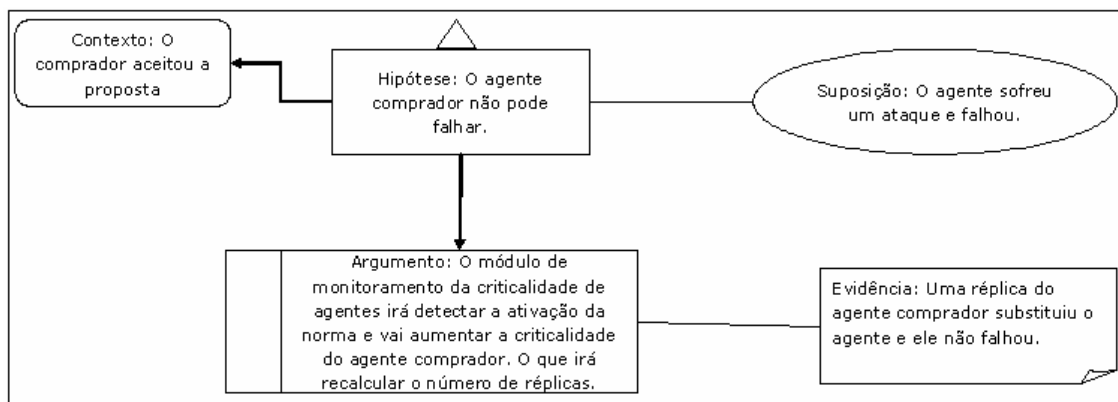 Contexto: O
comprador aceitou a
proposta
Hipótese: O agente
comprador não pode
falhar.
Suposição: O agente sofreu
um ataque e falhou.
Argumento: O módulo de
monitoramento da criticalidade de
agentes irá detectar a ativação da
norma e vai aumentar a criticalidade
do agente comprador. O que irá
recalcular o número de réplicas.
Evidência: Uma réplica do
agente comprador substituiu o
agente e ele não falhou.